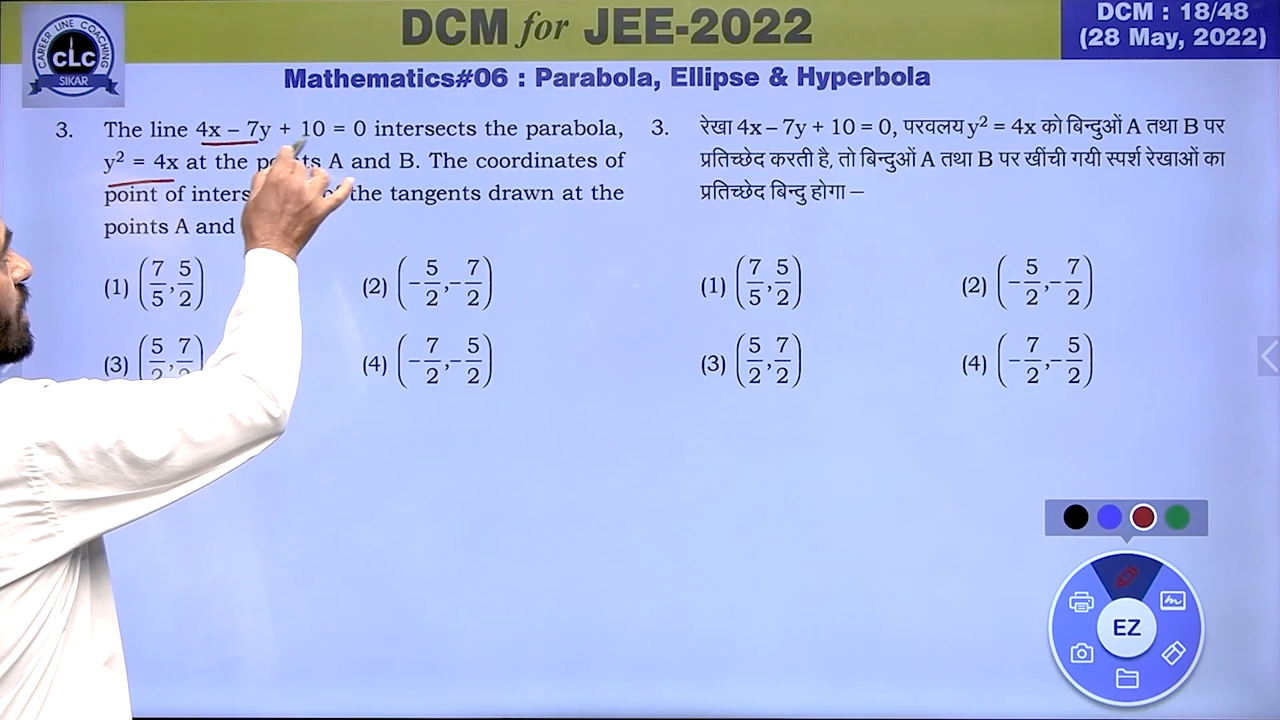 DCM for JEE-2022
DCM : 18/48
(28 May, 2022)
CAREER LINE COACHING
CLC
SIKAR
Mathematics#06 : Parabola, Ellipse & Hyperbola
3. The line 4x – 7y + 10 = 0 intersects the parabola,
y² = 4x at the points A and B. The coordinates of
point of inters the tangents drawn at the
points A and
(1) (7/5, 5/2) (2) (–5/2, –7/2)
(3) (5/2, 7/2) (4) (–7/2, –5/2)
3. रेखा 4x – 7y + 10 = 0, परवलय y² = 4x को बिन्दुओं A तथा B पर
प्रतिच्छेद करती है, तो बिन्दुओं A तथा B पर खींची गयी स्पर्श रेखाओं का
प्रतिच्छेद बिन्दु होगा –
(1) (7/5, 5/2) (2) (–5/2, –7/2)
(3) (5/2, 7/2) (4) (–7/2, –5/2)
EZ